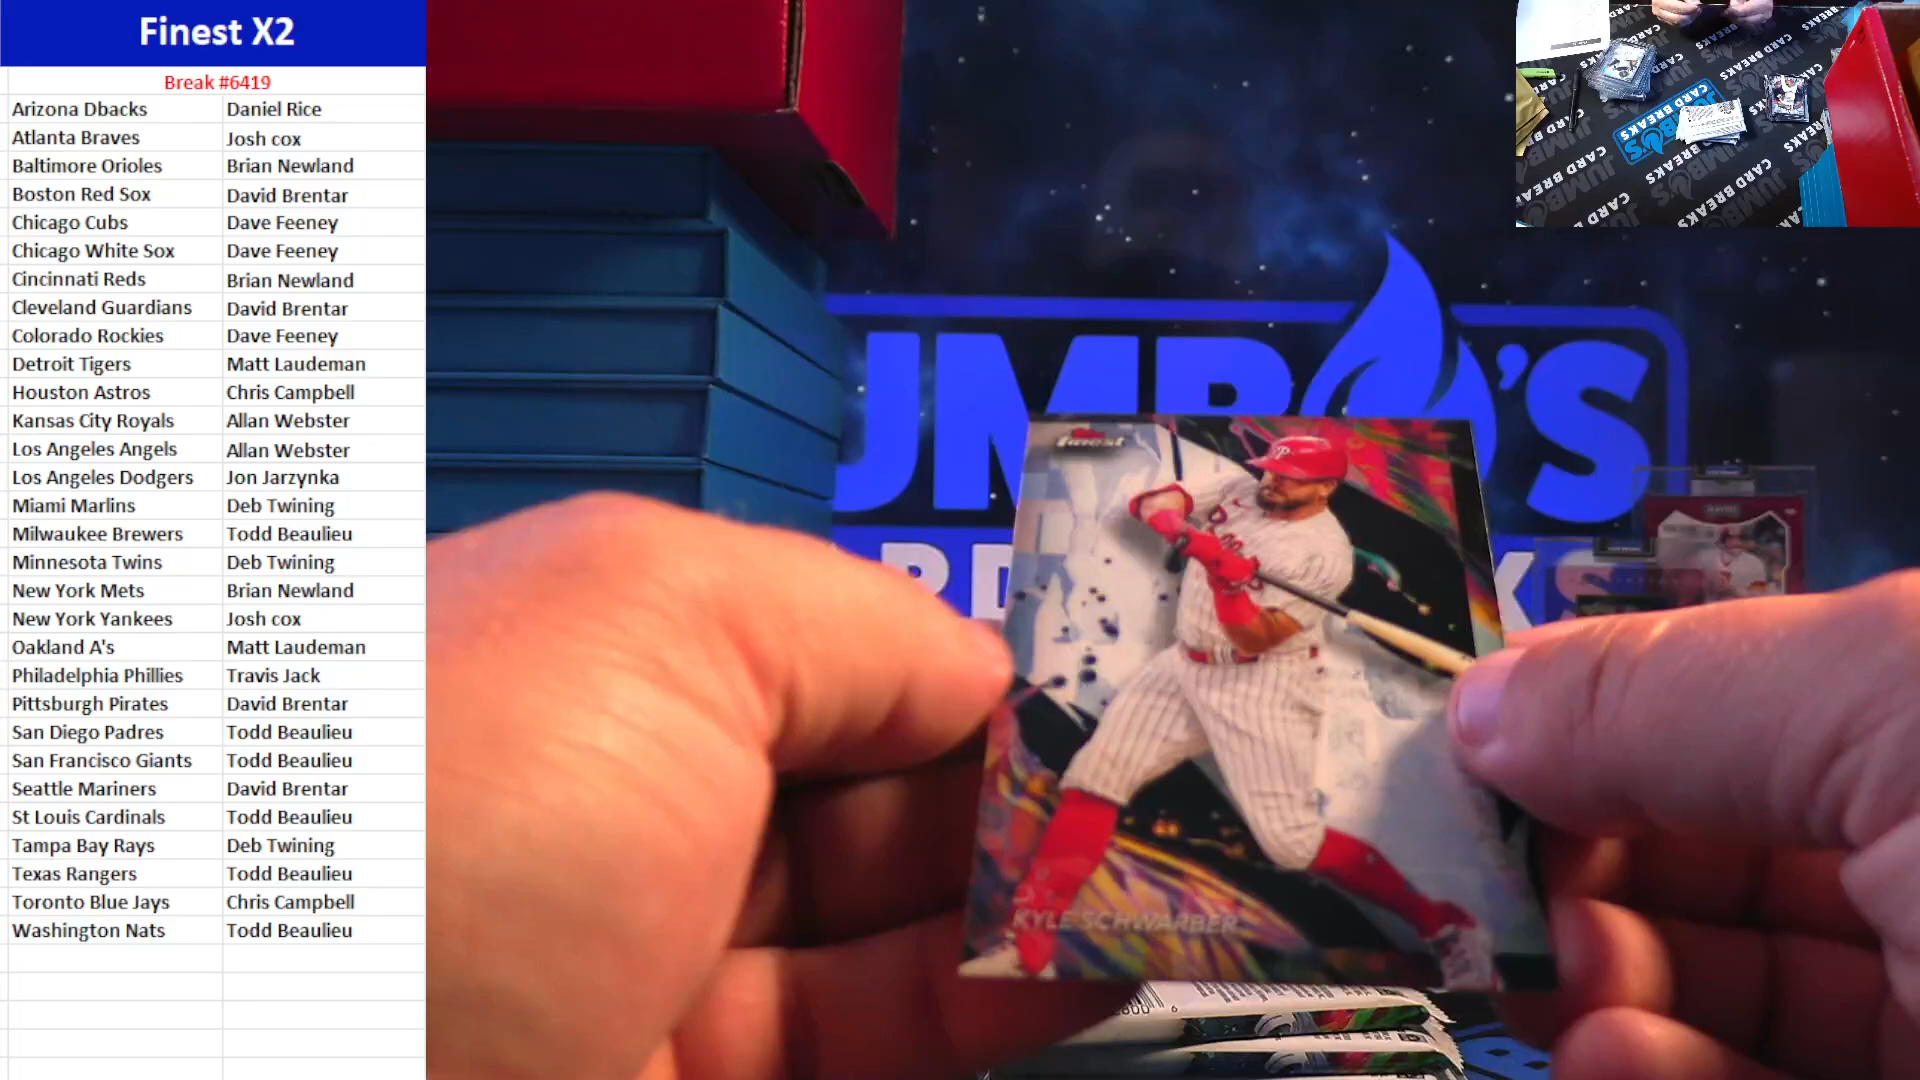 Finest X2
Break #6419
Arizona Dbacks Daniel Rice
Atlanta Braves Josh cox
Baltimore Orioles Brian Newland
Boston Red Sox David Brentar
Chicago Cubs Dave Feeney
Chicago White Sox Dave Feeney
Cincinnati Reds Brian Newland
Cleveland Guardians David Brentar
Colorado Rockies Dave Feeney
Detroit Tigers Matt Laudeman
Houston Astros Chris Campbell
Kansas City Royals Allan Webster
Los Angeles Angels Allan Webster
Los Angeles Dodgers Jon Jarzynka
Miami Marlins Deb Twining
Milwaukee Brewers Todd Beaulieu
Minnesota Twins Deb Twining
New York Mets Brian Newland
New York Yankees Josh cox
Oakland A's Matt Laudeman
Philadelphia Phillies Travis Jack
Pittsburgh Pirates David Brentar
San Diego Padres Todd Beaulieu
San Francisco Giants Todd Beaulieu
Seattle Mariners David Brentar
St Louis Cardinals Todd Beaulieu
Tampa Bay Rays Deb Twining
Texas Rangers Todd Beaulieu
Toronto Blue Jays Chris Campbell
Washington Nats Todd Beaulieu
JUMBO'S
CARD BREAKS
UMB 'S
finest
P
KYLE SCHWARBER